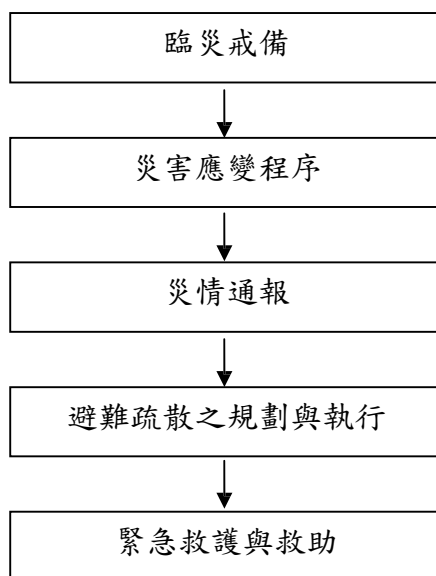 臨災戒備
災害應變程序
災情通報
避難疏散之規劃與執行
緊急救護與救助